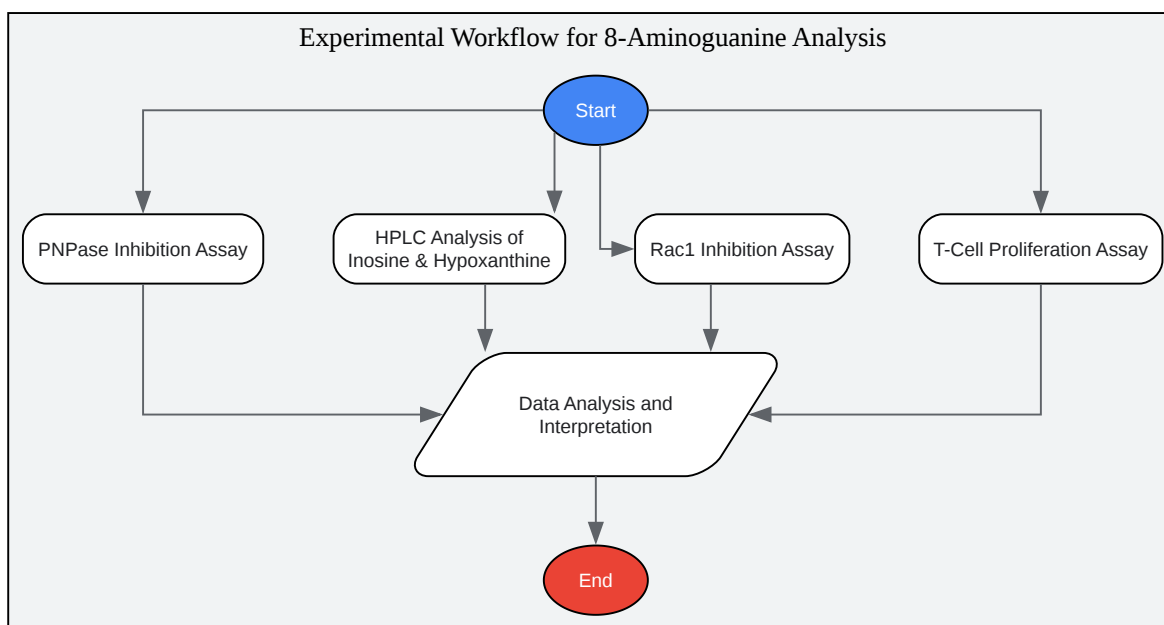 Experimental Workflow for 8-Aminoguanine Analysis
Start
PNPase Inhibition Assay
HPLC Analysis of
Inosine & Hypoxanthine
Rac1 Inhibition Assay
T-Cell Proliferation Assay
Data Analysis and
Interpretation
End